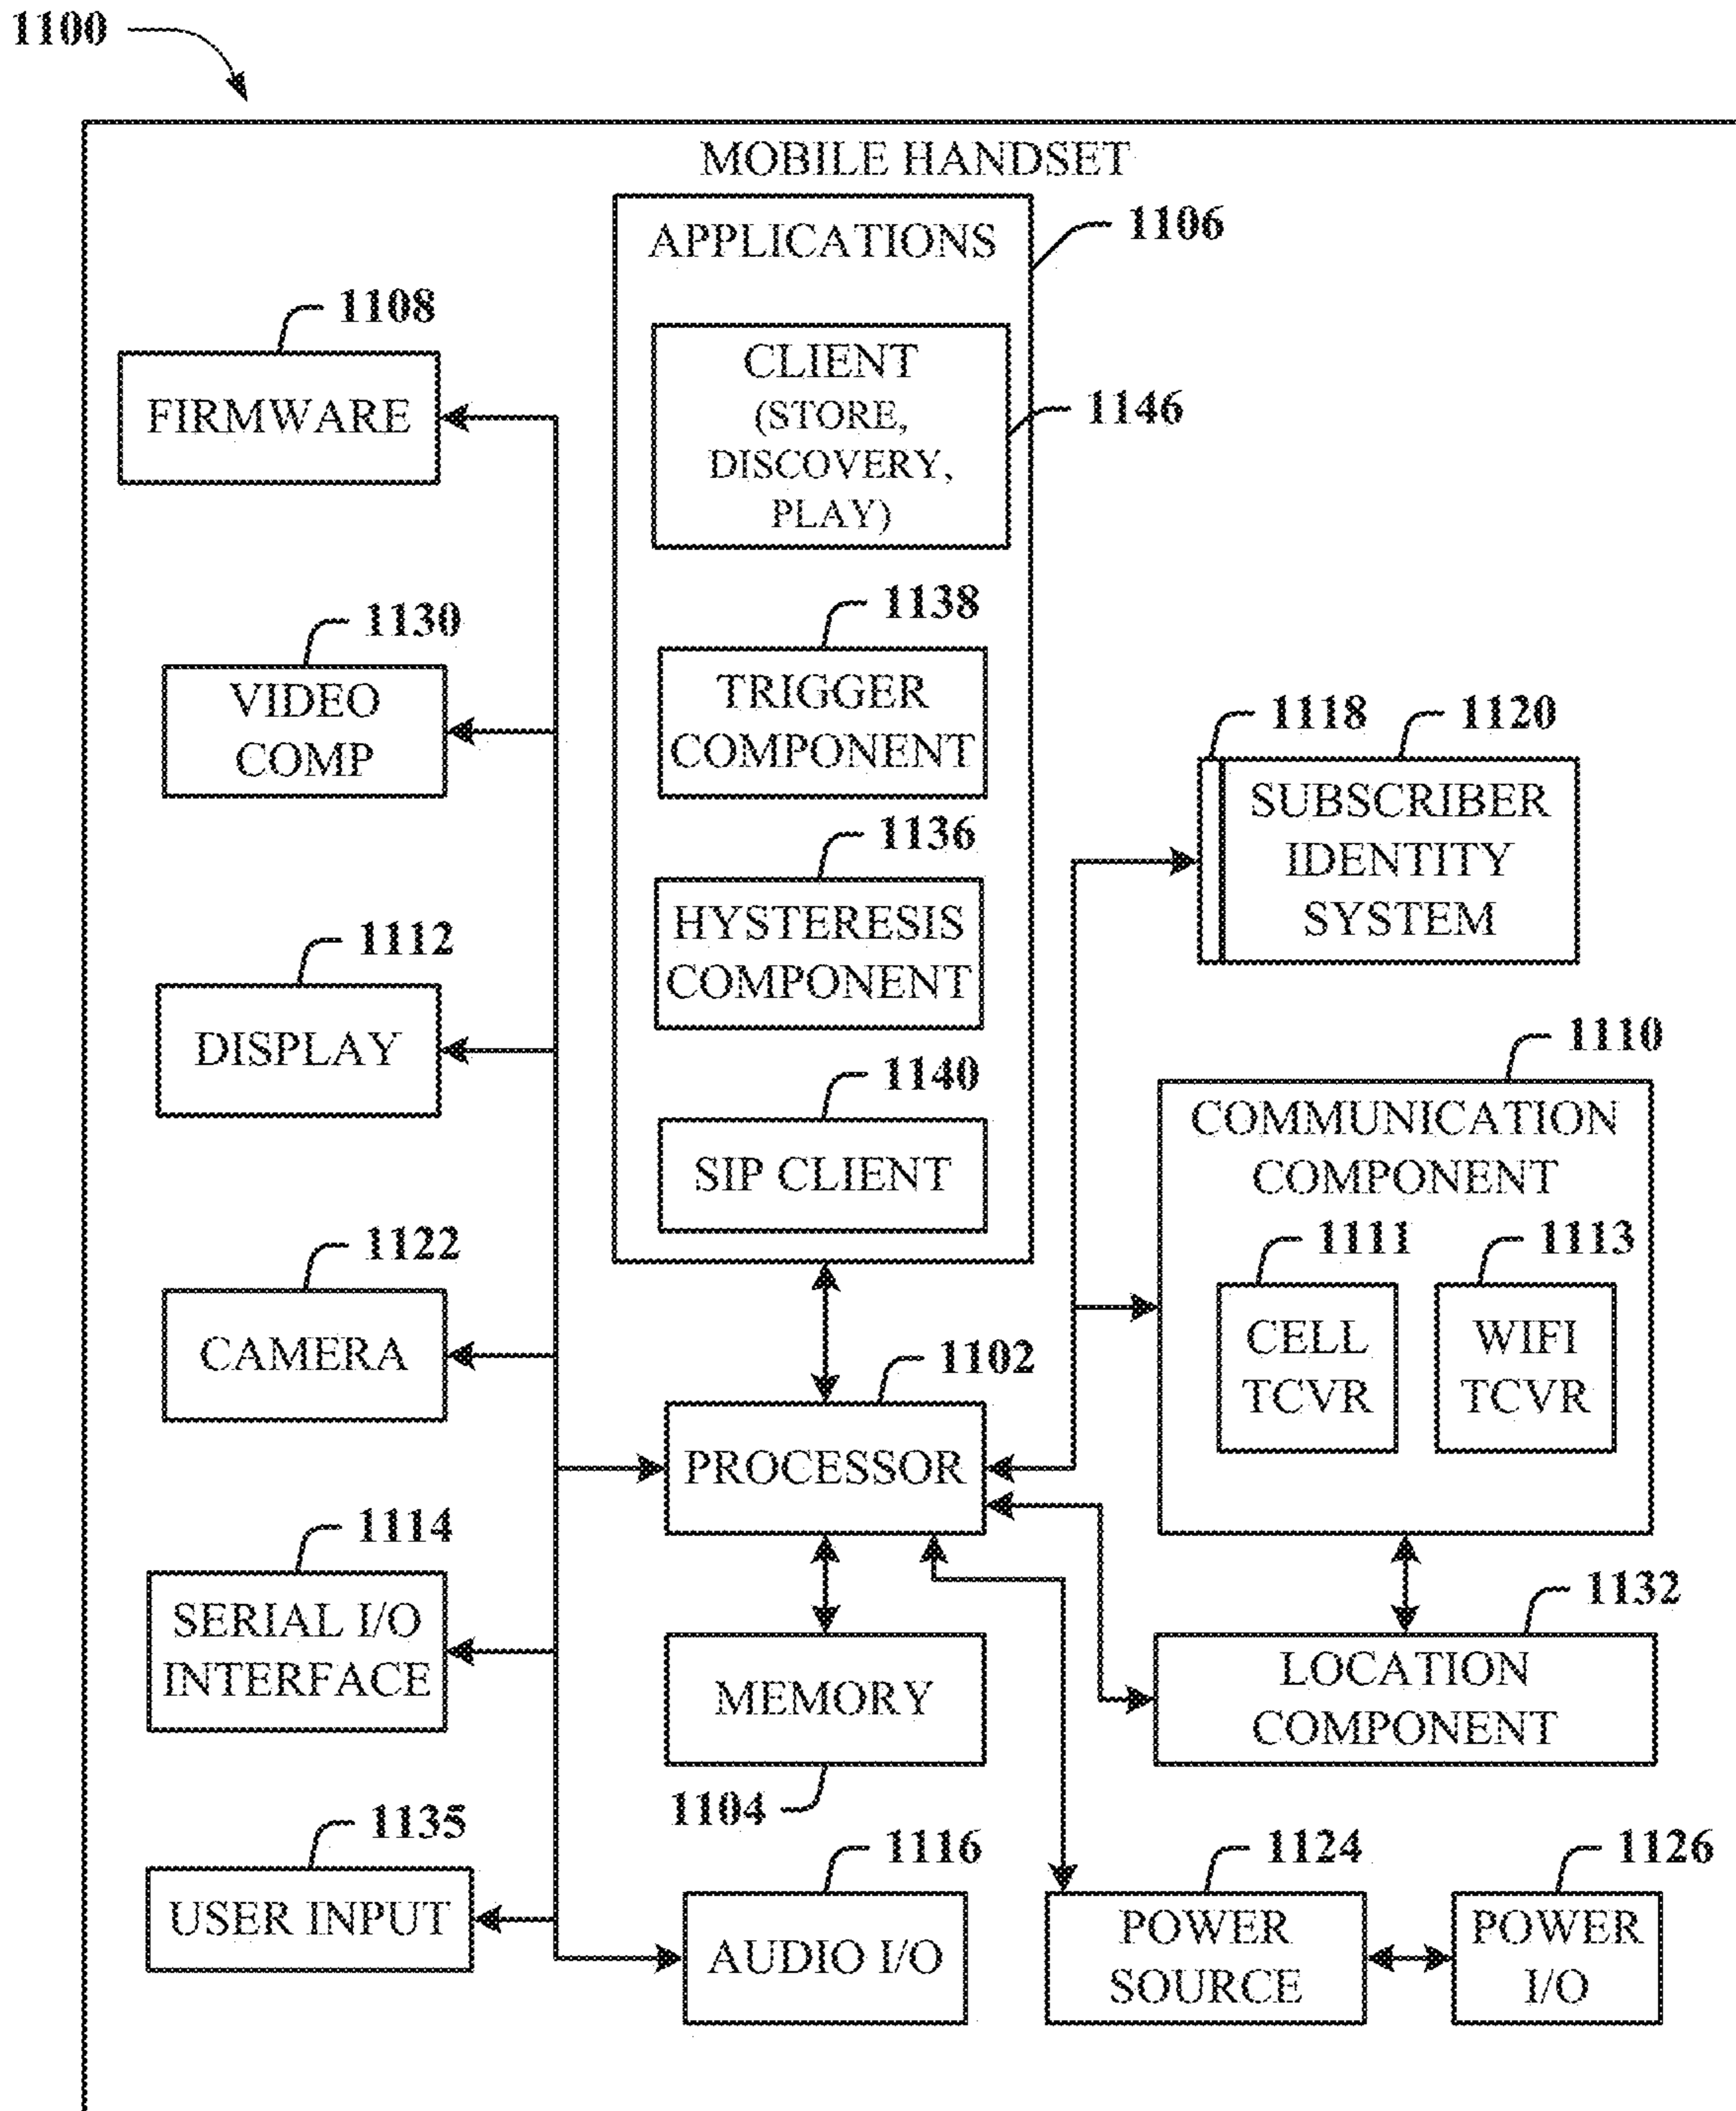 1100
MOBILE HANDSET
APPLICATIONS
1106
CLIENT
(STORE,
DISCOVERY,
PLAY)
1146
1138
TRIGGER
COMPONENT
1136
HYSTERESIS
COMPONENT
1140
SIP CLIENT
1108
FIRMWARE
1130
VIDEO
COMP
1112
DISPLAY
1122
CAMERA
1114
SERIAL I/O
INTERFACE
1135
USER INPUT
1102
PROCESSOR
MEMORY
1104
1116
AUDIO I/O
1118
1120
SUBSCRIBER
IDENTITY
SYSTEM
1110
COMMUNICATION
COMPONENT
1111
CELL
TCVR
1113
WIFI
TCVR
1132
LOCATION
COMPONENT
1124
POWER
SOURCE
1126
POWER
I/O